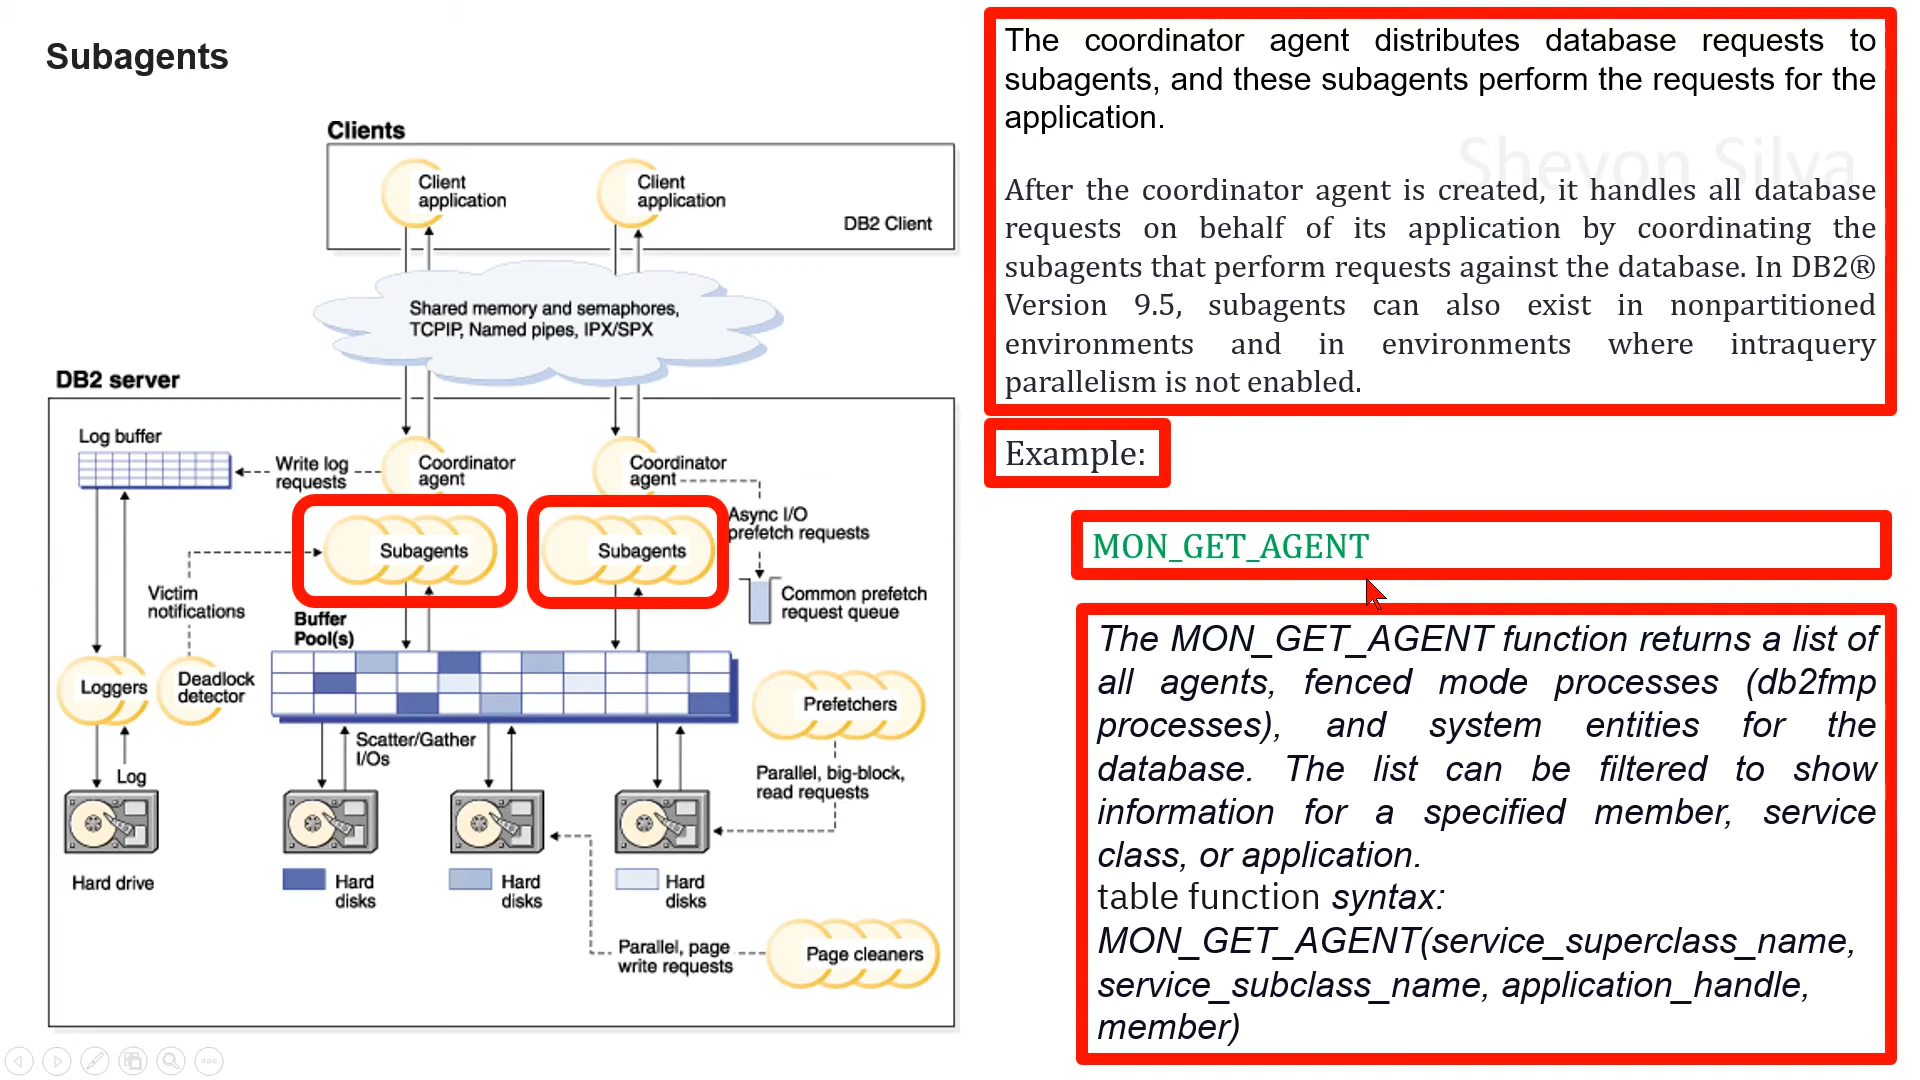 Subagents
Clients
Client
application
Client
application
DB2 Client
Shared memory and semaphores,
TCPIP, Named pipes, IPX/SPX
DB2 server
Log buffer
Write log
requests
Coordinator
agent
Coordinator
agent
Async I/O
prefetch requests
Subagents
Subagents
Victim
notifications
Common prefetch
request queue
Buffer
Pool(s)
Loggers
Deadlock
detector
Prefetchers
Scatter/Gather
I/Os
Log
Parallel, big-block,
read requests
Hard drive
Hard
disks
Hard
disks
Hard
disks
Parallel, page
write requests
Page cleaners
The coordinator agent distributes database requests to
subagents, and these subagents perform the requests for the
application.
Shevon Silva
After the coordinator agent is created, it handles all database
requests on behalf of its application by coordinating the
subagents that perform requests against the database. In DB2®
Version 9.5, subagents can also exist in nonpartitioned
environments and in environments where intraquery
parallelism is not enabled.
Example:
MON_GET_AGENT
The MON_GET_AGENT function returns a list of
all agents, fenced mode processes (db2fmp
processes), and system entities for the
database. The list can be filtered to show
information for a specified member, service
class, or application.
table function syntax:
MON_GET_AGENT(service_superclass_name,
service_subclass_name, application_handle,
member)